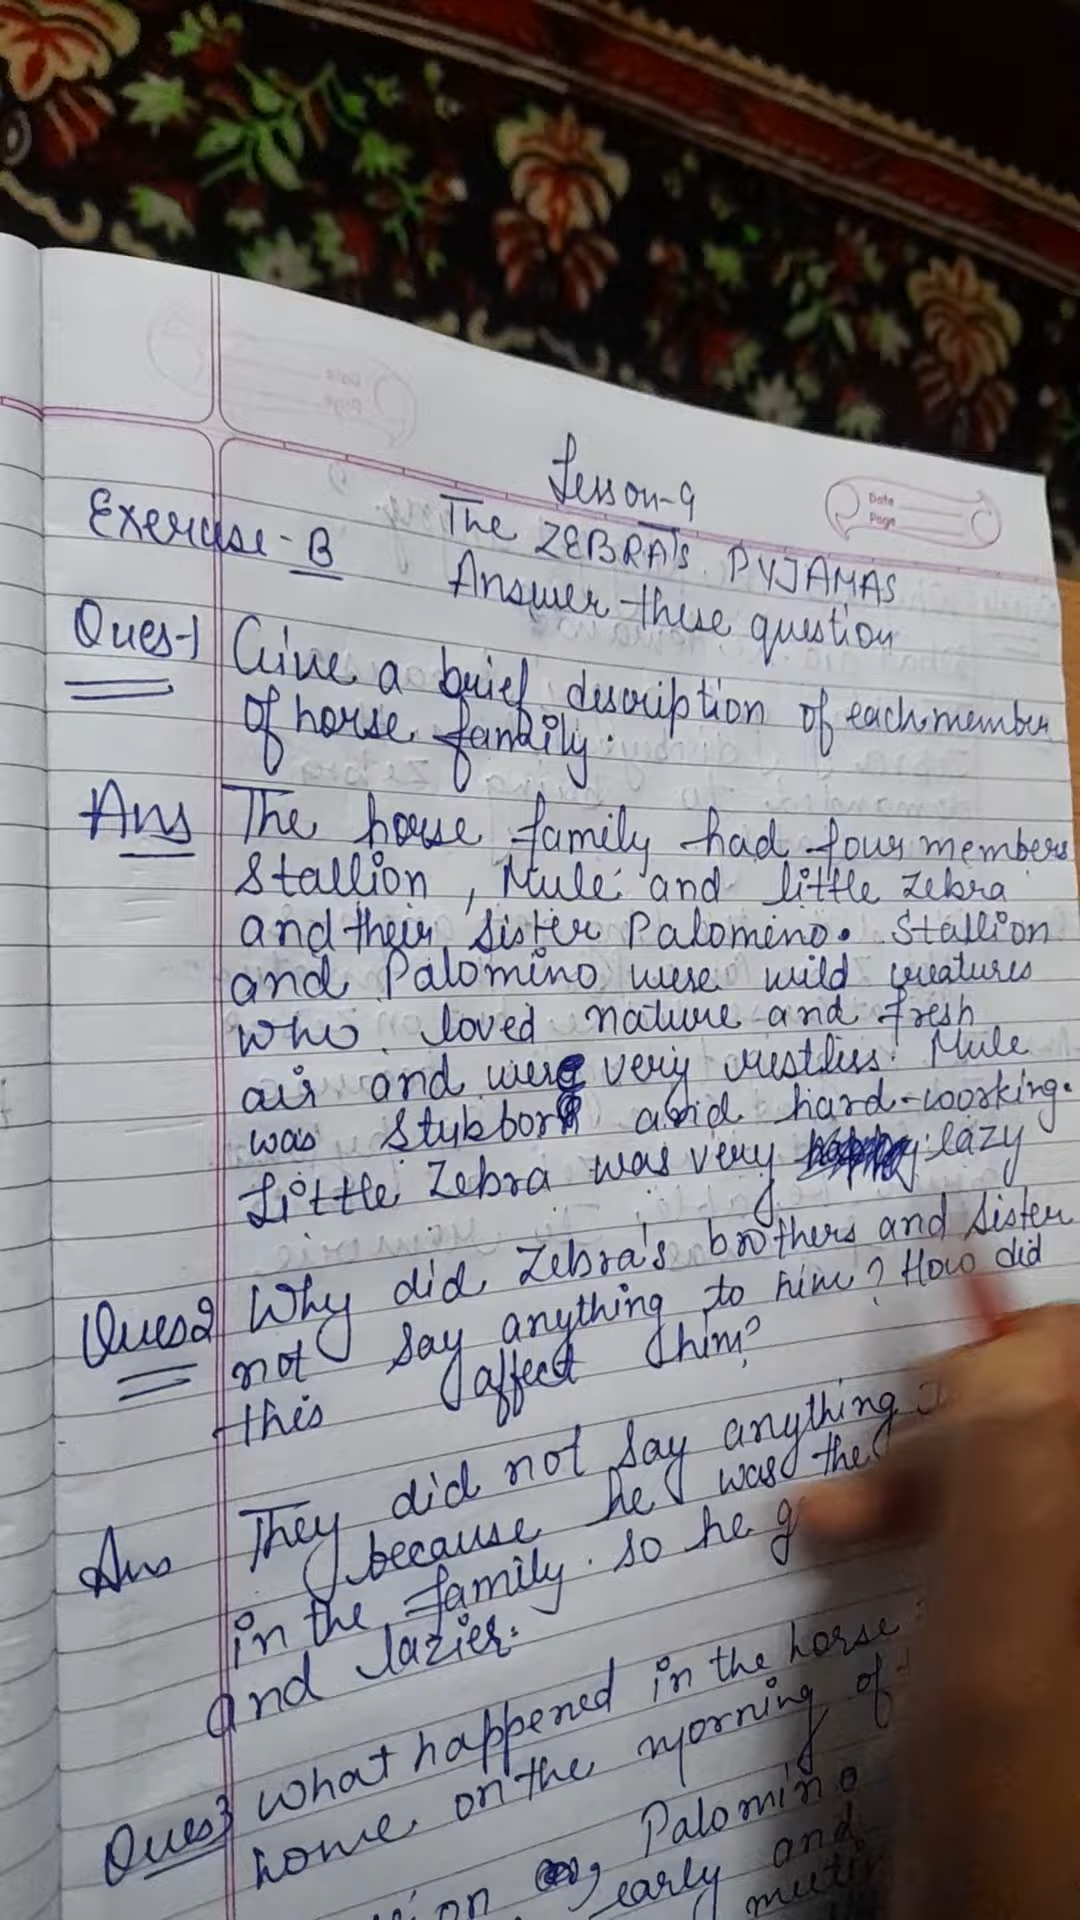 Lesson-9
Date
Page
The ZEBRA's PYJAMAS
Exercise-B
Answer these question
Ques-1 Give a brief description of each member
of horse family.
Ans The horse family had four members
Stallion, Mule and little Zebra
and their sister Palomino. Stallion
and Palomino were wild creatures
who loved nature and fresh
air and were very restless. Mule
was stubborn and hard-working.
Little Zebra was very lazy
Ques2 Why did Zebra's brothers and sister
not say anything to him? How did
this affect him?
Ans They did not say anything
because he was the
in the family. so he g
and lazier.
Ques3 what happened in the horse
home on the morning of
Palomino
early and